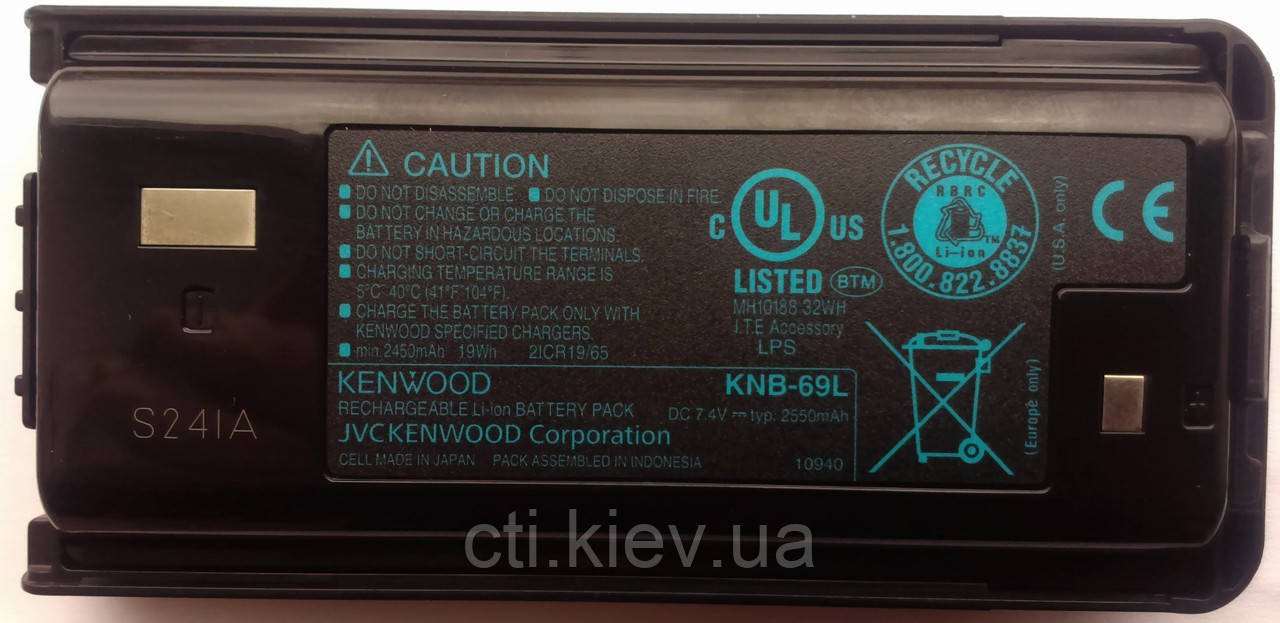 CAUTION
DO NOT DISASSEMBLE DO NOT DISPOSE IN FIRE
DO NOT CHANGE OR CHARGE THE
BATTERY IN HAZARDOUS LOCATIONS.
DO NOT SHORT-CIRCUIT THE TERMINALS.
CHARGING TEMPERATURE RANGE IS
5°C-40°C (41°F-104°F).
CHARGE THE BATTERY PACK ONLY WITH
KENWOOD SPECIFIED CHARGERS.
min. 2450mAh 19Wh 2ICR19/65
C UL US
LISTED BTM
MH10188 32WH
I.T.E Accessory
LPS
RECYCLE
RBRC
TM
Li-ion
1.800.822.8837
(U.S.A. only)
CE
KENWOOD KNB-69L
RECHARGEABLE Li-ion BATTERY PACK DC 7.4V typ. 2550mAh
JVCKENWOOD Corporation
CELL MADE IN JAPAN PACK ASSEMBLED IN INDONESIA 10940
(Europe only)
S241A
cti.kiev.ua